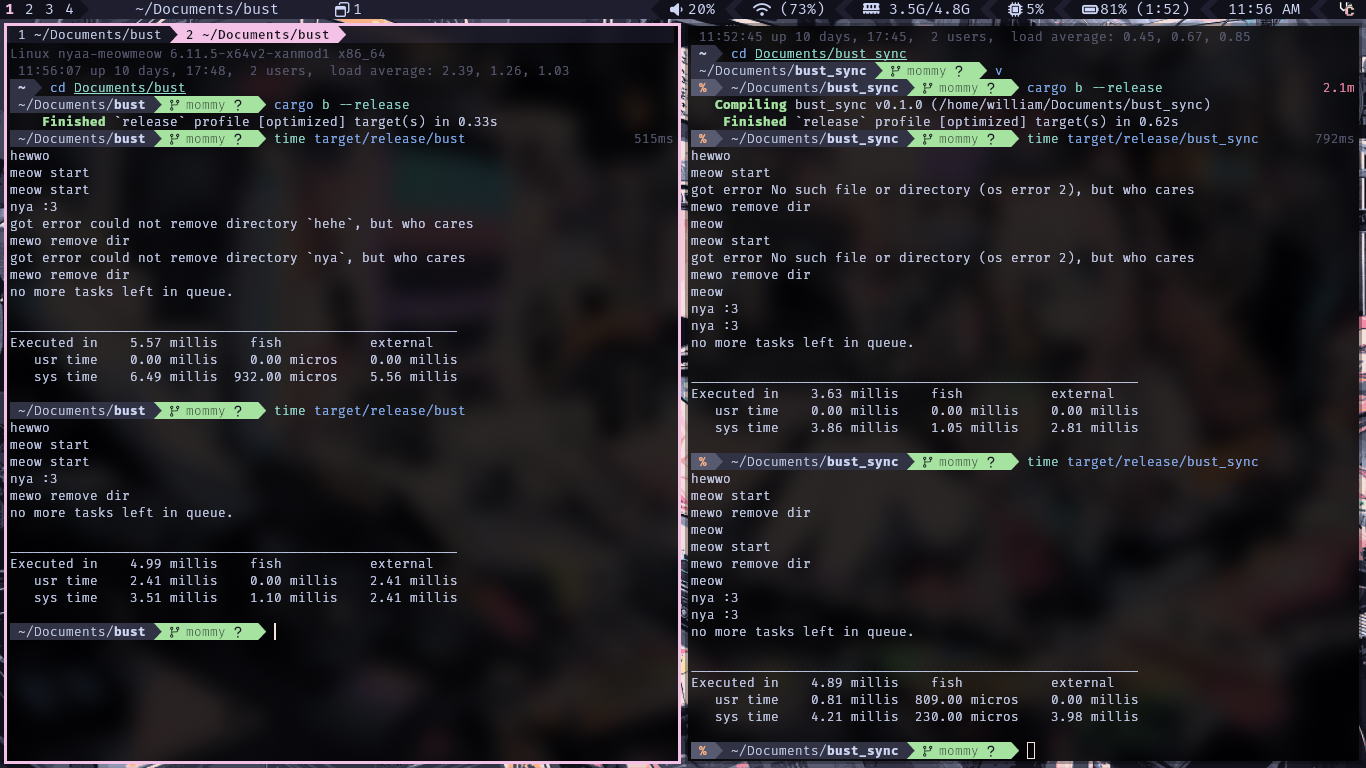 1 2 3 4 ~/Documents/bust 1 20% (73%) 3.5G/4.8G 5% 81% (1:52) 11:56 AM
1 ~/Documents/bust 2 ~/Documents/bust
Linux nyaa-meowmeow 6.11.5-x64v2-xanmod1 x86_64
11:56:07 up 10 days, 17:48, 2 users, load average: 2.39, 1.26, 1.03
~ cd Documents/bust
~/Documents/bust mommy ? cargo b --release
Finished `release` profile [optimized] target(s) in 0.33s
~/Documents/bust mommy ? time target/release/bust 515ms
hewwo
meow start
meow start
nya :3
got error could not remove directory `hehe`, but who cares
mewo remove dir
got error could not remove directory `nya`, but who cares
mewo remove dir
no more tasks left in queue.
Executed in 5.57 millis fish external
usr time 0.00 millis 0.00 micros 0.00 millis
sys time 6.49 millis 932.00 micros 5.56 millis
~/Documents/bust mommy ? time target/release/bust
hewwo
meow start
meow start
nya :3
mewo remove dir
no more tasks left in queue.
Executed in 4.99 millis fish external
usr time 2.41 millis 0.00 millis 2.41 millis
sys time 3.51 millis 1.10 millis 2.41 millis
~/Documents/bust mommy ?
11:52:45 up 10 days, 17:45, 2 users, load average: 0.45, 0.67, 0.85
~ cd Documents/bust_sync
~/Documents/bust_sync mommy ? v
% ~/Documents/bust_sync mommy ? cargo b --release 2.1m
Compiling bust_sync v0.1.0 (/home/william/Documents/bust_sync)
Finished `release` profile [optimized] target(s) in 0.62s
% ~/Documents/bust_sync mommy ? time target/release/bust_sync 792ms
hewwo
meow start
got error No such file or directory (os error 2), but who cares
mewo remove dir
meow
meow start
got error No such file or directory (os error 2), but who cares
mewo remove dir
meow
nya :3
nya :3
no more tasks left in queue.
Executed in 3.63 millis fish external
usr time 0.00 millis 0.00 millis 0.00 millis
sys time 3.86 millis 1.05 millis 2.81 millis
% ~/Documents/bust_sync mommy ? time target/release/bust_sync
hewwo
meow start
mewo remove dir
meow
meow start
mewo remove dir
meow
nya :3
nya :3
no more tasks left in queue.
Executed in 4.89 millis fish external
usr time 0.81 millis 809.00 micros 0.00 millis
sys time 4.21 millis 230.00 micros 3.98 millis
% ~/Documents/bust_sync mommy ?